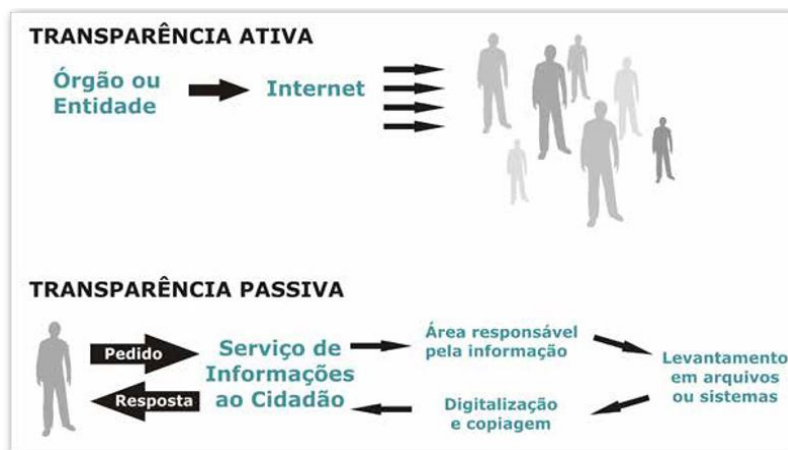 TRANSPARÊNCIA ATIVA
Órgão ou
Entidade
Internet
TRANSPARÊNCIA PASSIVA
Pedido
Resposta
Serviço de
Informações
ao Cidadão
Área responsável
pela informação
Levantamento
em arquivos
ou sistemas
Digitalização
e copiagem